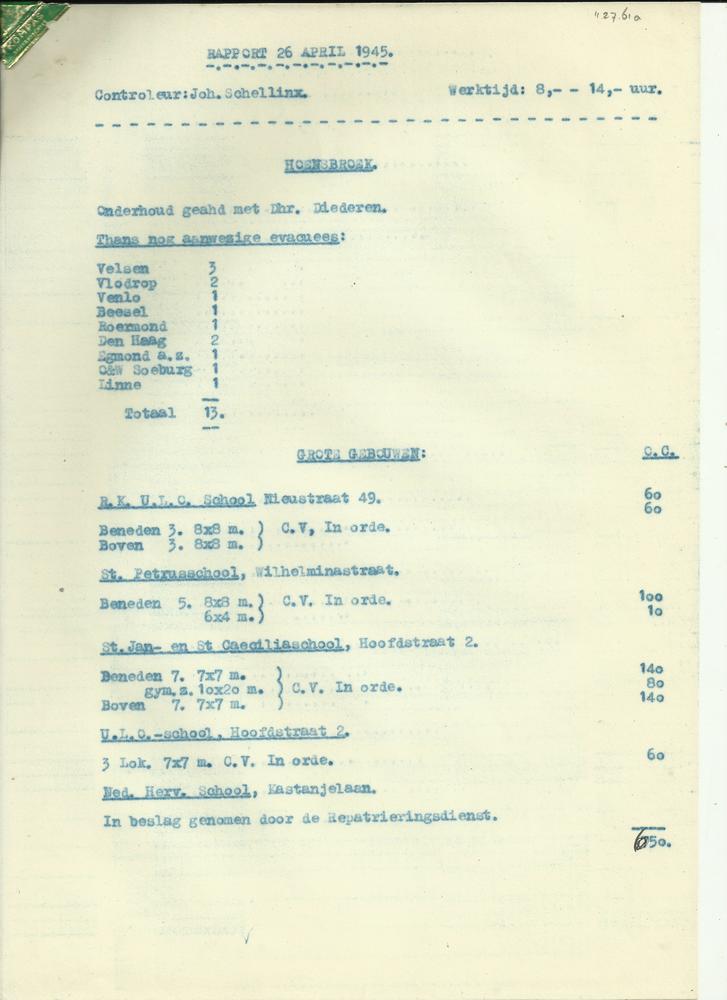 KOMPAS
"27.61a
RAPPORT 26 APRIL 1945.
Controleur:Joh.Schellinx. Werktijd: 8,- - 14,- uur.
HOENSBROEK.
Onderhoud geahd met Dhr. Diederen.
Thans nog aanwezige evacuees:
Velsen 3
Vlodrop 2
Venlo 1
Beesel 1
Roermond 1
Den Haag 2
Egmond a.z. 1
O&W Soeburg 1
Linne 1
Totaal 13.
GROTE GEBOUWEN: O.C.
R.K. U.L.O. School Nieustraat 49. 60
60
Beneden 3. 8x8 m. ) C.V, In orde.
Boven 3. 8x8 m. )
St. Petrusschool, Wilhelminastraat.
Beneden 5. 8x8 m.) C.V. In orde. 100
6x4 m.) 10
St.Jan- en St Caeciliaschool, Hoofdstraat 2.
Beneden 7. 7x7 m. ) 140
gym.z. 10x20 m. ) C.V. In orde. 80
Boven 7. 7x7 m. ) 140
U.L.O.-school, Hoofdstraat 2.
3 Lok. 7x7 m. C.V. In orde. 60
Ned. Herv. School, Kastanjelaan.
In beslag genomen door de Repatrieringsdienst.
650.